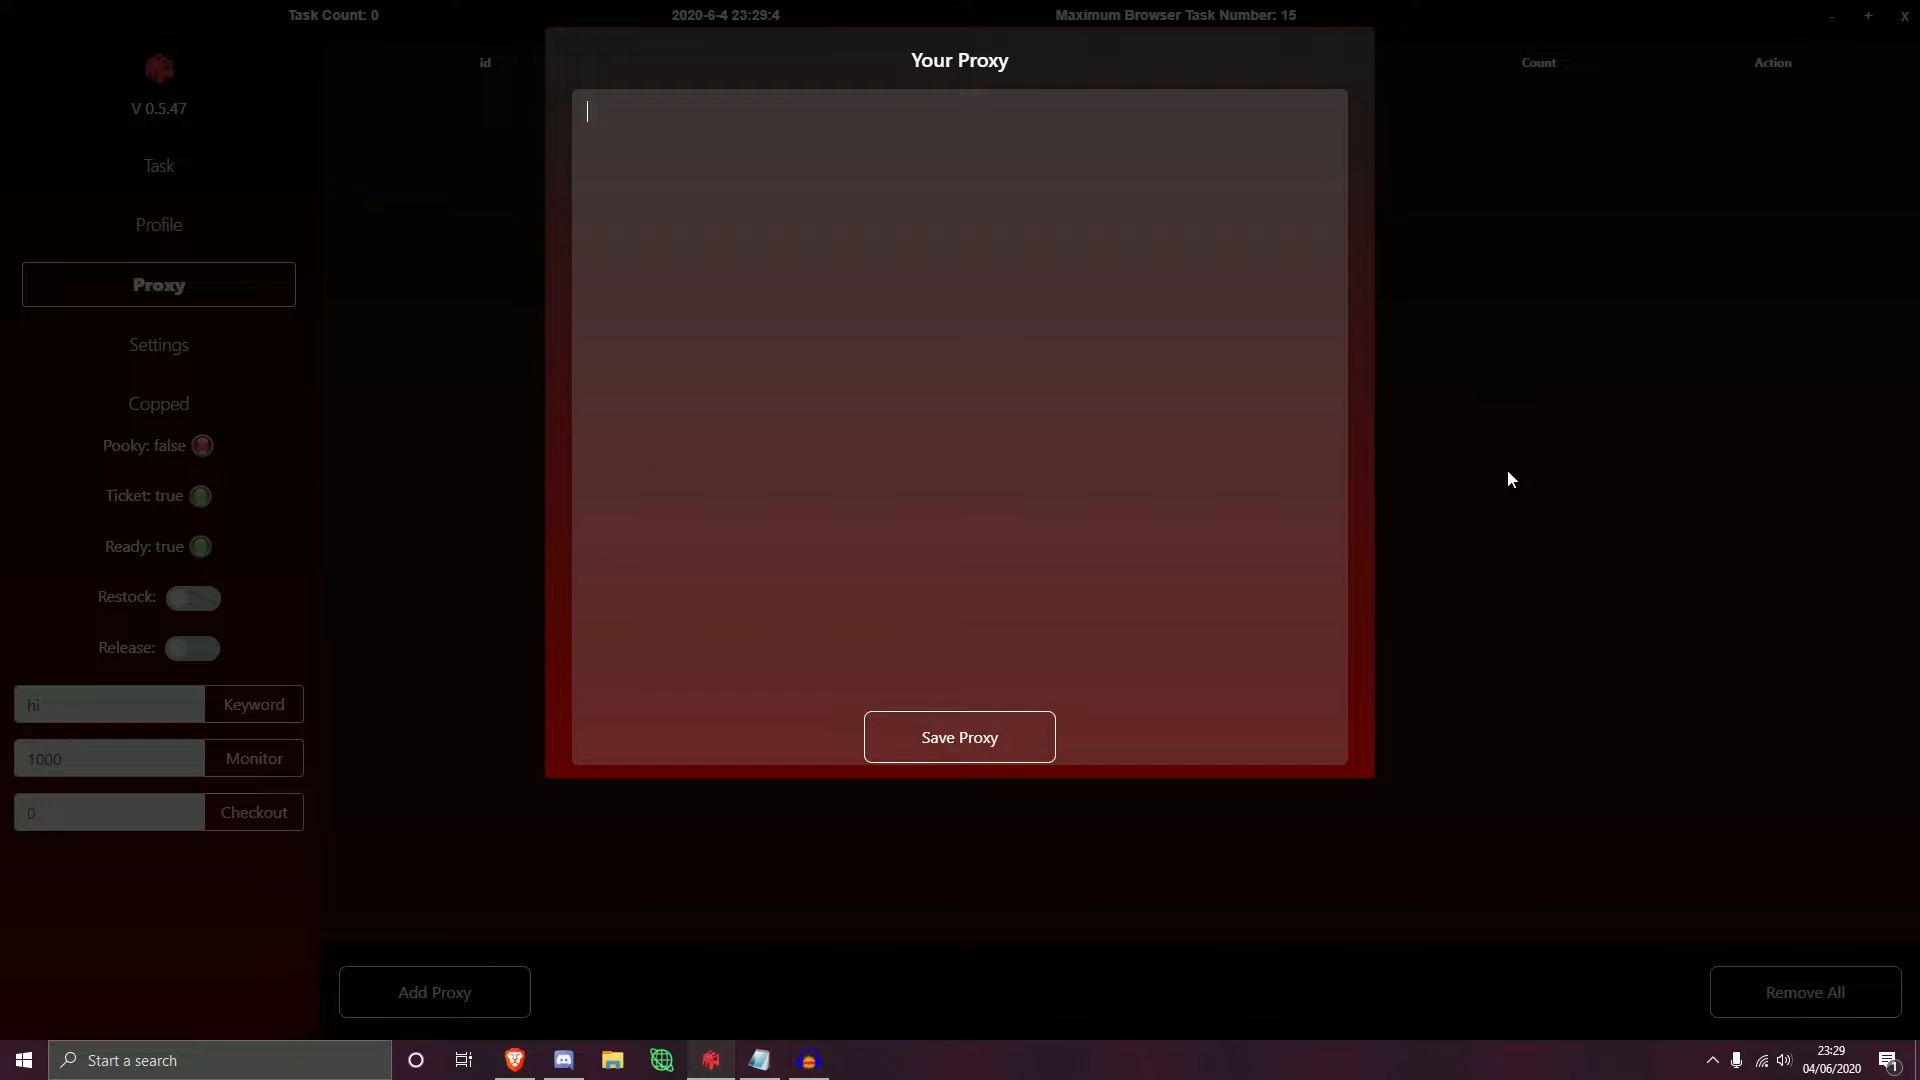 Task Count: 0
2020-6-4 23:29:4
Maximum Browser Task Number: 15
- + X
V 0.5.47
Task
Profile
Proxy
Settings
Copped
Pooky: false
Ticket: true
Ready: true
Restock:
Release:
hi Keyword
1000 Monitor
0 Checkout
id
Count
Action
Your Proxy
Save Proxy
Add Proxy
Remove All
Start a search
23:29
04/06/2020
1